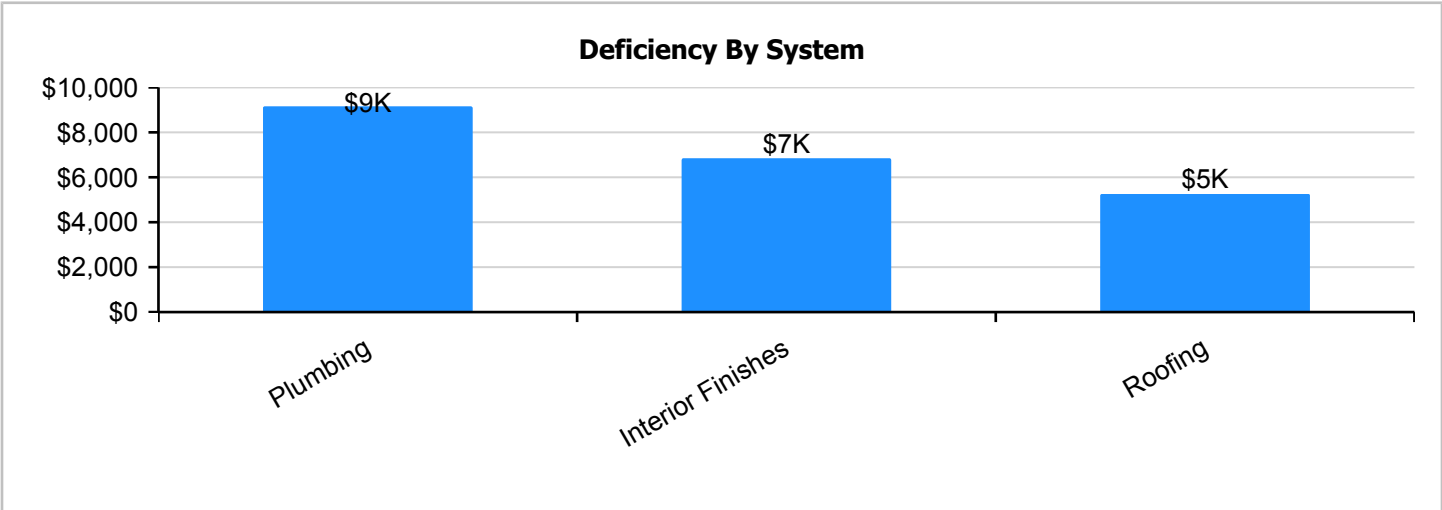 Deficiency By System
$10,000
$8,000
$6,000
$4,000
$2,000
$0
$9K
$7K
$5K
Plumbing
Interior Finishes
Roofing